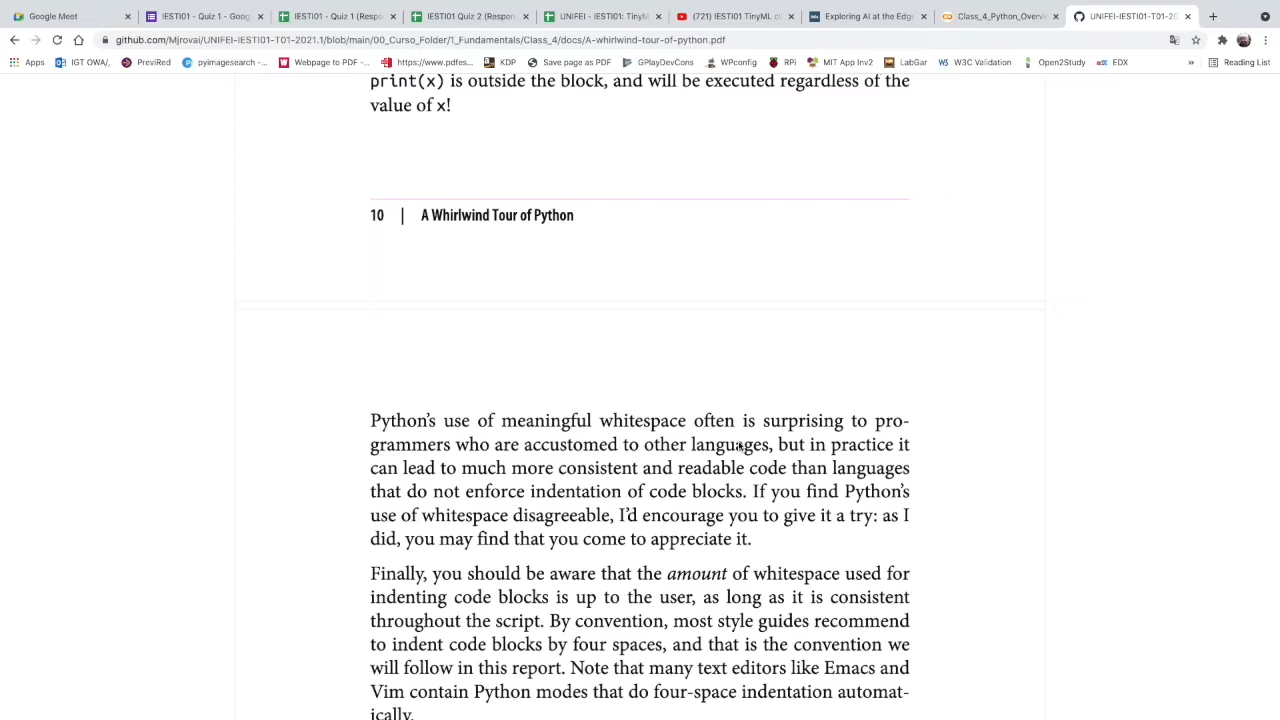 Google Meet
IESTI01 - Quiz 1 - Goog
IESTI01 - Quiz 1 (Respon
IESTI01 Quiz 2 (Respon
UNIFEI - IESTI01: TinyM
(721) IESTI01 TinyML cl
Exploring AI at the Edge
Class_4_Python_Overvi
UNIFEI-IESTI01-T01-20
github.com/Mjrovai/UNIFEI-IESTI01-T01-2021.1/blob/main/00_Curso_Folder/1_Fundamentals/Class_4/docs/A-whirlwind-tour-of-python.pdf
Apps
IGT OWA/,
PreviRed
pyimagesearch -...
Webpage to PDF -...
https://www.pdfes...
KDP
Save page as PDF
GPlayDevCons
WPconfig
RPi
MIT App Inv2
LabGar
W3C Validation
Open2Study
EDX
»
Reading List
print(x) is outside the block, and will be executed regardless of the
value of x!
10 | A Whirlwind Tour of Python
Python’s use of meaningful whitespace often is surprising to pro-
grammers who are accustomed to other languages, but in practice it
can lead to much more consistent and readable code than languages
that do not enforce indentation of code blocks. If you find Python’s
use of whitespace disagreeable, I’d encourage you to give it a try: as I
did, you may find that you come to appreciate it.
Finally, you should be aware that the amount of whitespace used for
indenting code blocks is up to the user, as long as it is consistent
throughout the script. By convention, most style guides recommend
to indent code blocks by four spaces, and that is the convention we
will follow in this report. Note that many text editors like Emacs and
Vim contain Python modes that do four-space indentation automat-
ically.